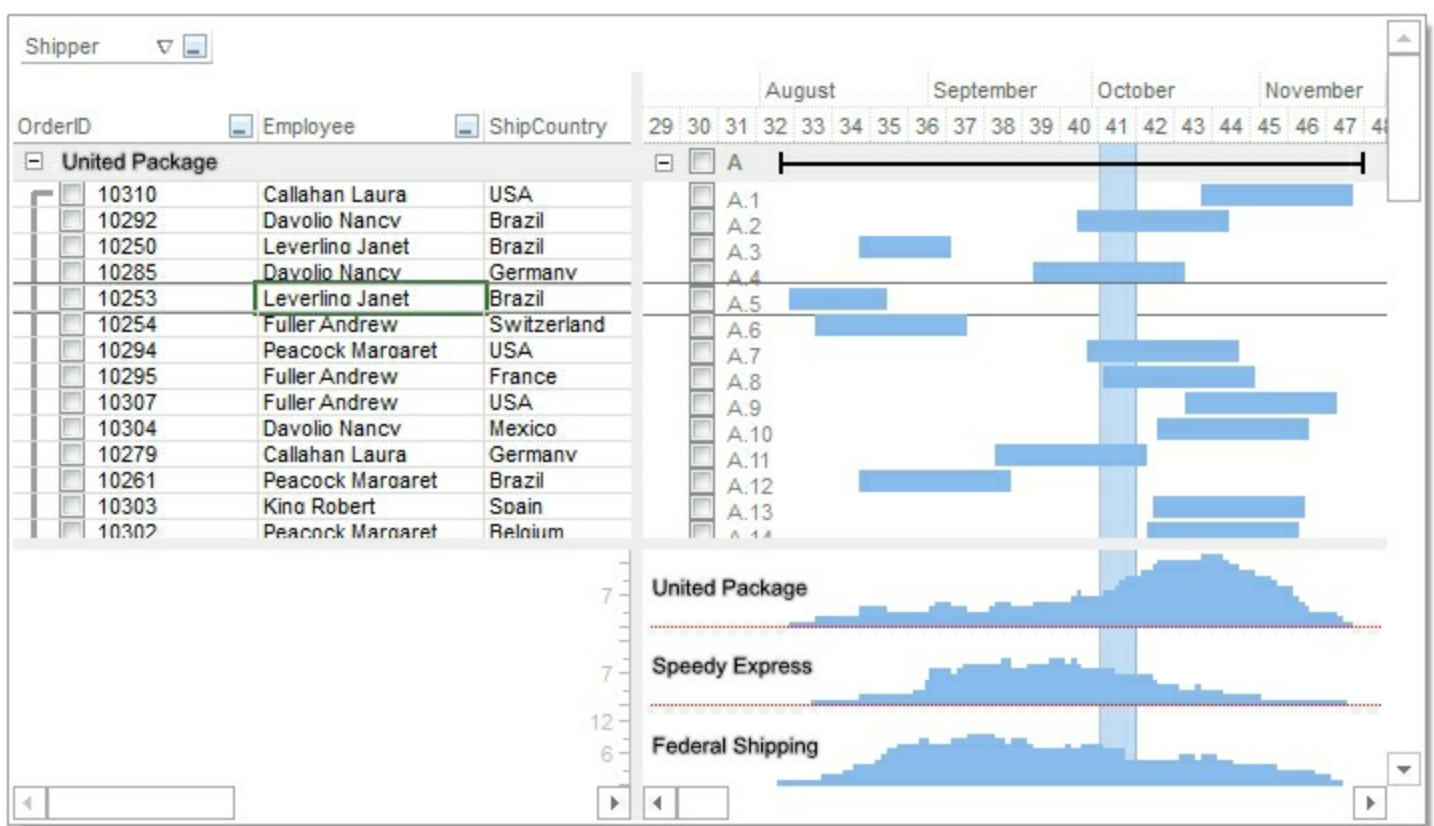 Shipper
August September October November
OrderID Employee ShipCountry 29 30 31 32 33 34 35 36 37 38 39 40 41 42 43 44 45 46 47
United Package A
10310 Callahan Laura USA A.1
10292 Davolio Nancy Brazil A.2
10250 Leverling Janet Brazil A.3
10285 Davolio Nancy Germany A.4
10253 Leverling Janet Brazil A.5
10254 Fuller Andrew Switzerland A.6
10294 Peacock Margaret USA A.7
10295 Fuller Andrew France A.8
10307 Fuller Andrew USA A.9
10304 Davolio Nancy Mexico A.10
10279 Callahan Laura Germany A.11
10261 Peacock Margaret Brazil A.12
10303 King Robert Spain A.13
10302 Peacock Margaret Belgium A.14
7 United Package
7 Speedy Express
12
6 Federal Shipping